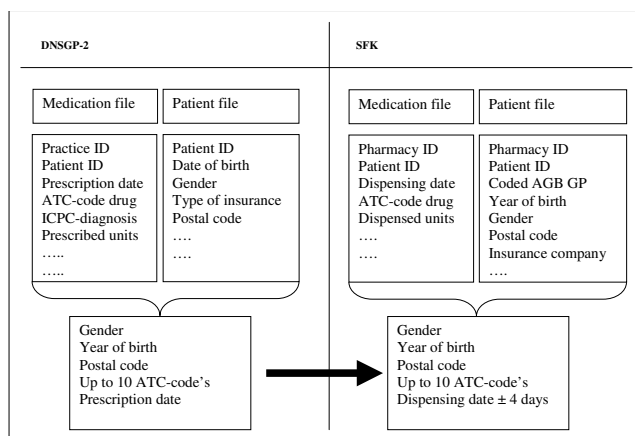 DNSGP-2
SFK
Medication file
Patient file
Medication file
Patient file
Practice ID
Patient ID
Prescription date
ATC-code drug
ICPC-diagnosis
Prescribed units
…..
…..
Patient ID
Date of birth
Gender
Type of insurance
Postal code
….
….
Pharmacy ID
Patient ID
Dispensing date
ATC-code drug
Dispensed units
….
….
Pharmacy ID
Patient ID
Coded AGB GP
Year of birth
Gender
Postal code
Insurance company
….
Gender
Year of birth
Postal code
Up to 10 ATC-code's
Prescription date
Gender
Year of birth
Postal code
Up to 10 ATC-code's
Dispensing date ± 4 days